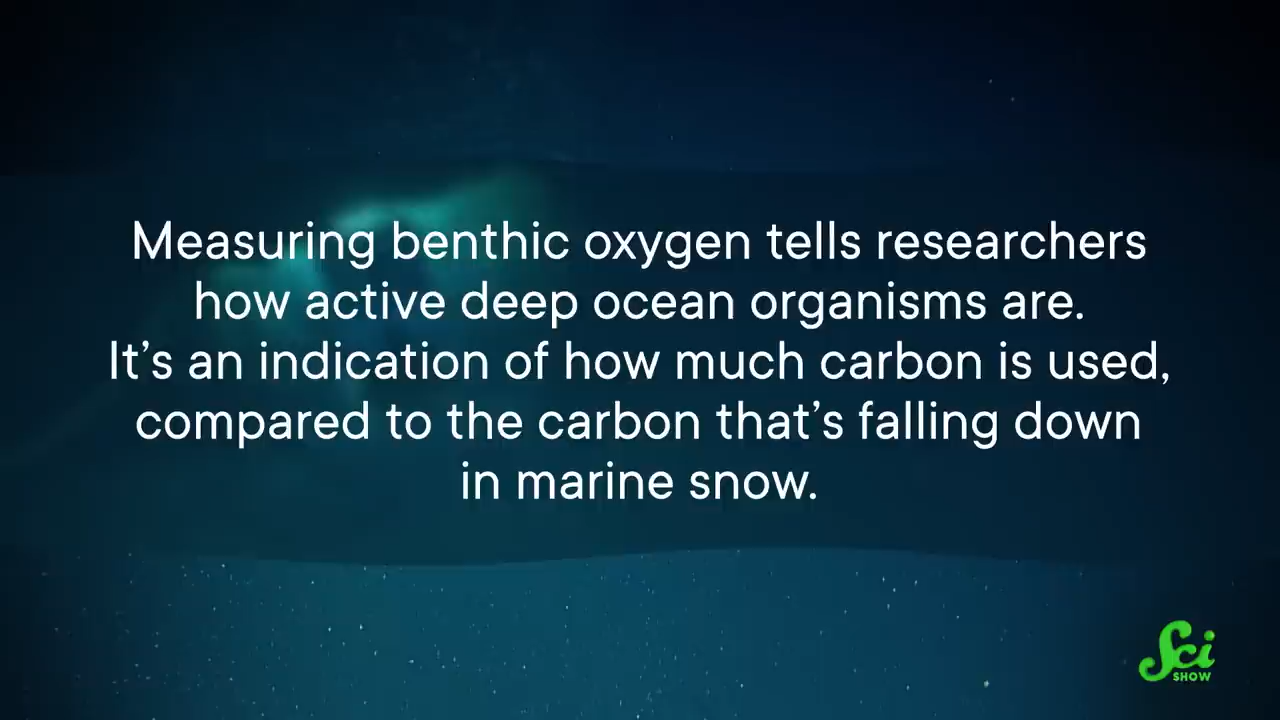 Measuring benthic oxygen tells researchers
how active deep ocean organisms are.
It’s an indication of how much carbon is used,
compared to the carbon that’s falling down
in marine snow.
Sci
SHOW